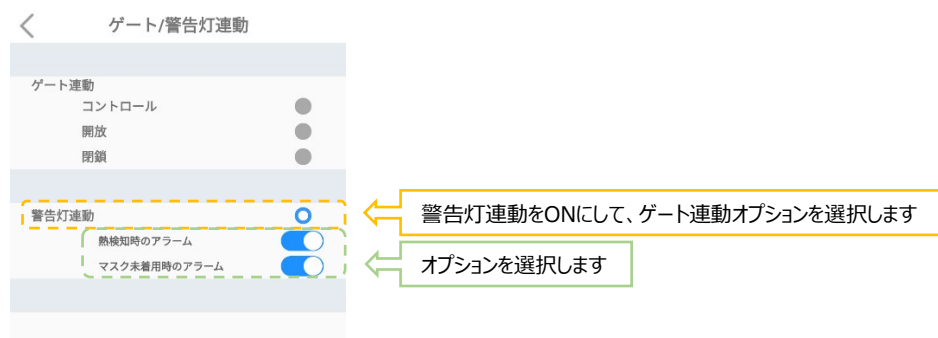 ゲート/警告灯連動
ゲート連動
コントロール
開放
閉鎖
警告灯連動
警告灯連動をONにして、ゲート連動オプションを選択します
熱検知時のアラーム
マスク未着用時のアラーム
オプションを選択します